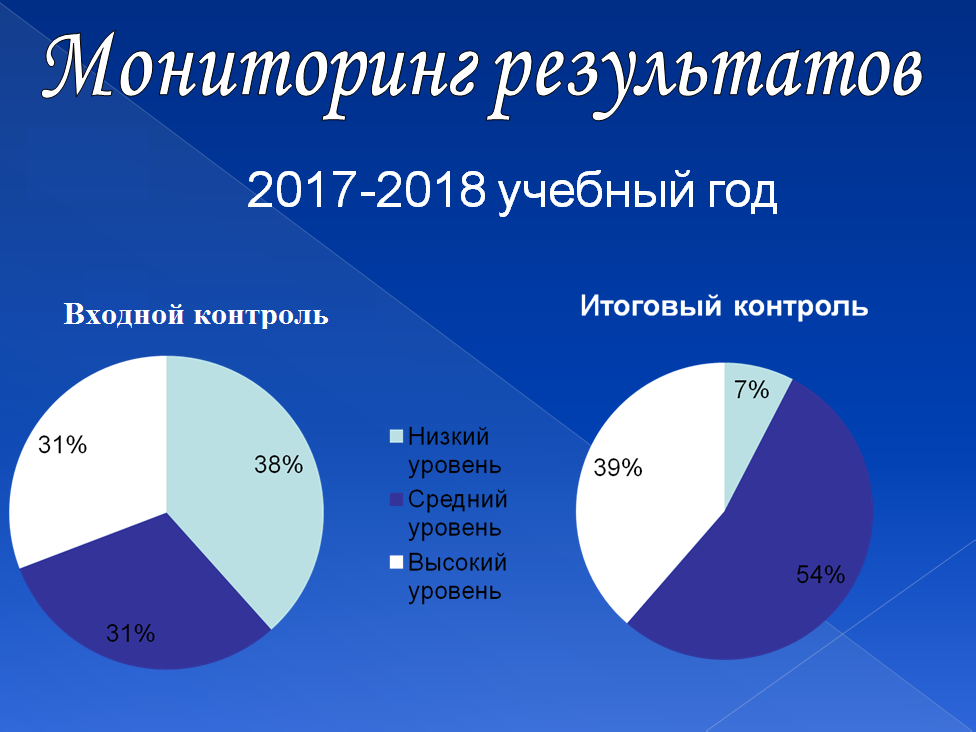 Мониторинг результатов
2017-2018 учебный год
Входной контроль
31%
38%
31%
Низкий
уровень
Средний
уровень
Высокий
уровень
Итоговый контроль
7%
39%
54%